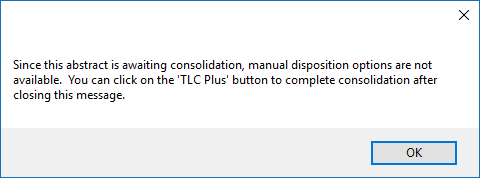 Since this abstract is awaiting consolidation, manual disposition options are not
available.  You can click on the 'TLC Plus' button to complete consolidation after
closing this message.
OK